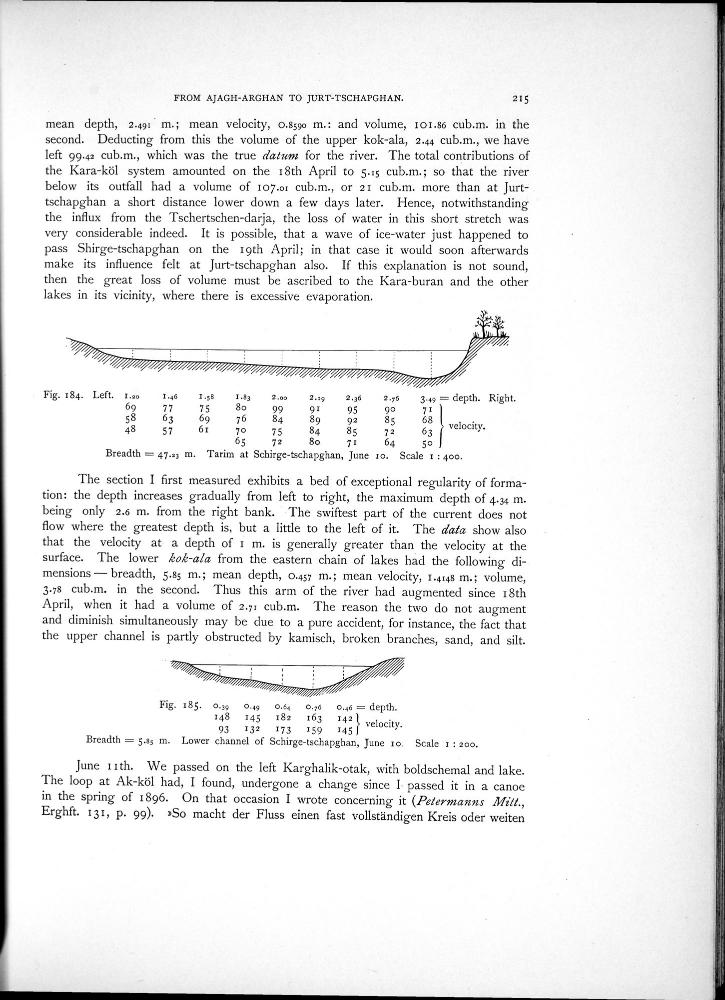 FROM AJAGH-ARGHAN TO JURT-TSCHAPGHAN. 215
mean depth, 2.491 m.; mean velocity, 0.8590 m.: and volume, 101.86 cub.m. in the
second. Deducting from this the volume of the upper kok-ala, 2.44 cub.m., we have
left 99.42 cub.m., which was the true datum for the river. The total contributions of
the Kara-köl system amounted on the 18th April to 5.15 cub.m.; so that the river
below its outfall had a volume of 107.01 cub.m., or 21 cub.m. more than at Jurt-
tschapghan a short distance lower down a few days later. Hence, notwithstanding
the influx from the Tschertschen-darja, the loss of water in this short stretch was
very considerable indeed. It is possible, that a wave of ice-water just happened to
pass Shirge-tschapghan on the 19th April; in that case it would soon afterwards
make its influence felt at Jurt-tschapghan also. If this explanation is not sound,
then the great loss of volume must be ascribed to the Kara-buran and the other
lakes in its vicinity, where there is excessive evaporation.
Fig. 184. Left. 1.20 1.46 1.58 1.83 2.00 2.19 2.36 2.76 3.49 = depth. Right.
69 77 75 80 99 91 95 90 71
58 63 69 76 84 89 92 85 68
48 57 61 70 75 84 85 72 63 velocity.
65 72 80 71 64 50
Breadth = 47.23 m. Tarim at Schirge-tschapghan, June 10. Scale 1 : 400.
The section I first measured exhibits a bed of exceptional regularity of forma-
tion: the depth increases gradually from left to right, the maximum depth of 4.34 m.
being only 2.6 m. from the right bank. The swiftest part of the current does not
flow where the greatest depth is, but a little to the left of it. The data show also
that the velocity at a depth of 1 m. is generally greater than the velocity at the
surface. The lower kok-ala from the eastern chain of lakes had the following di-
mensions — breadth, 5.85 m.; mean depth, 0.457 m.; mean velocity, 1.4148 m.; volume,
3.78 cub.m. in the second. Thus this arm of the river had augmented since 18th
April, when it had a volume of 2.71 cub.m. The reason the two do not augment
and diminish simultaneously may be due to a pure accident, for instance, the fact that
the upper channel is partly obstructed by kamisch, broken branches, sand, and silt.
Fig. 185. 0.39 0.49 0.64 0.76 0.46 = depth.
148 145 182 163 142
93 132 173 159 145 velocity.
Breadth = 5.85 m. Lower channel of Schirge-tschapghan, June 10. Scale 1 : 200.
June 11th. We passed on the left Karghalik-otak, with boldschemal and lake.
The loop at Ak-köl had, I found, undergone a change since I passed it in a canoe
in the spring of 1896. On that occasion I wrote concerning it (Petermanns Mitt.,
Erghft. 131, p. 99). »So macht der Fluss einen fast vollständigen Kreis oder weiten